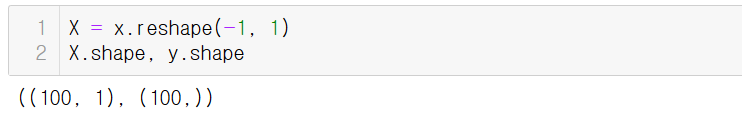 1 X = x.reshape(-1, 1)
2 X.shape, y.shape
((100, 1), (100,))